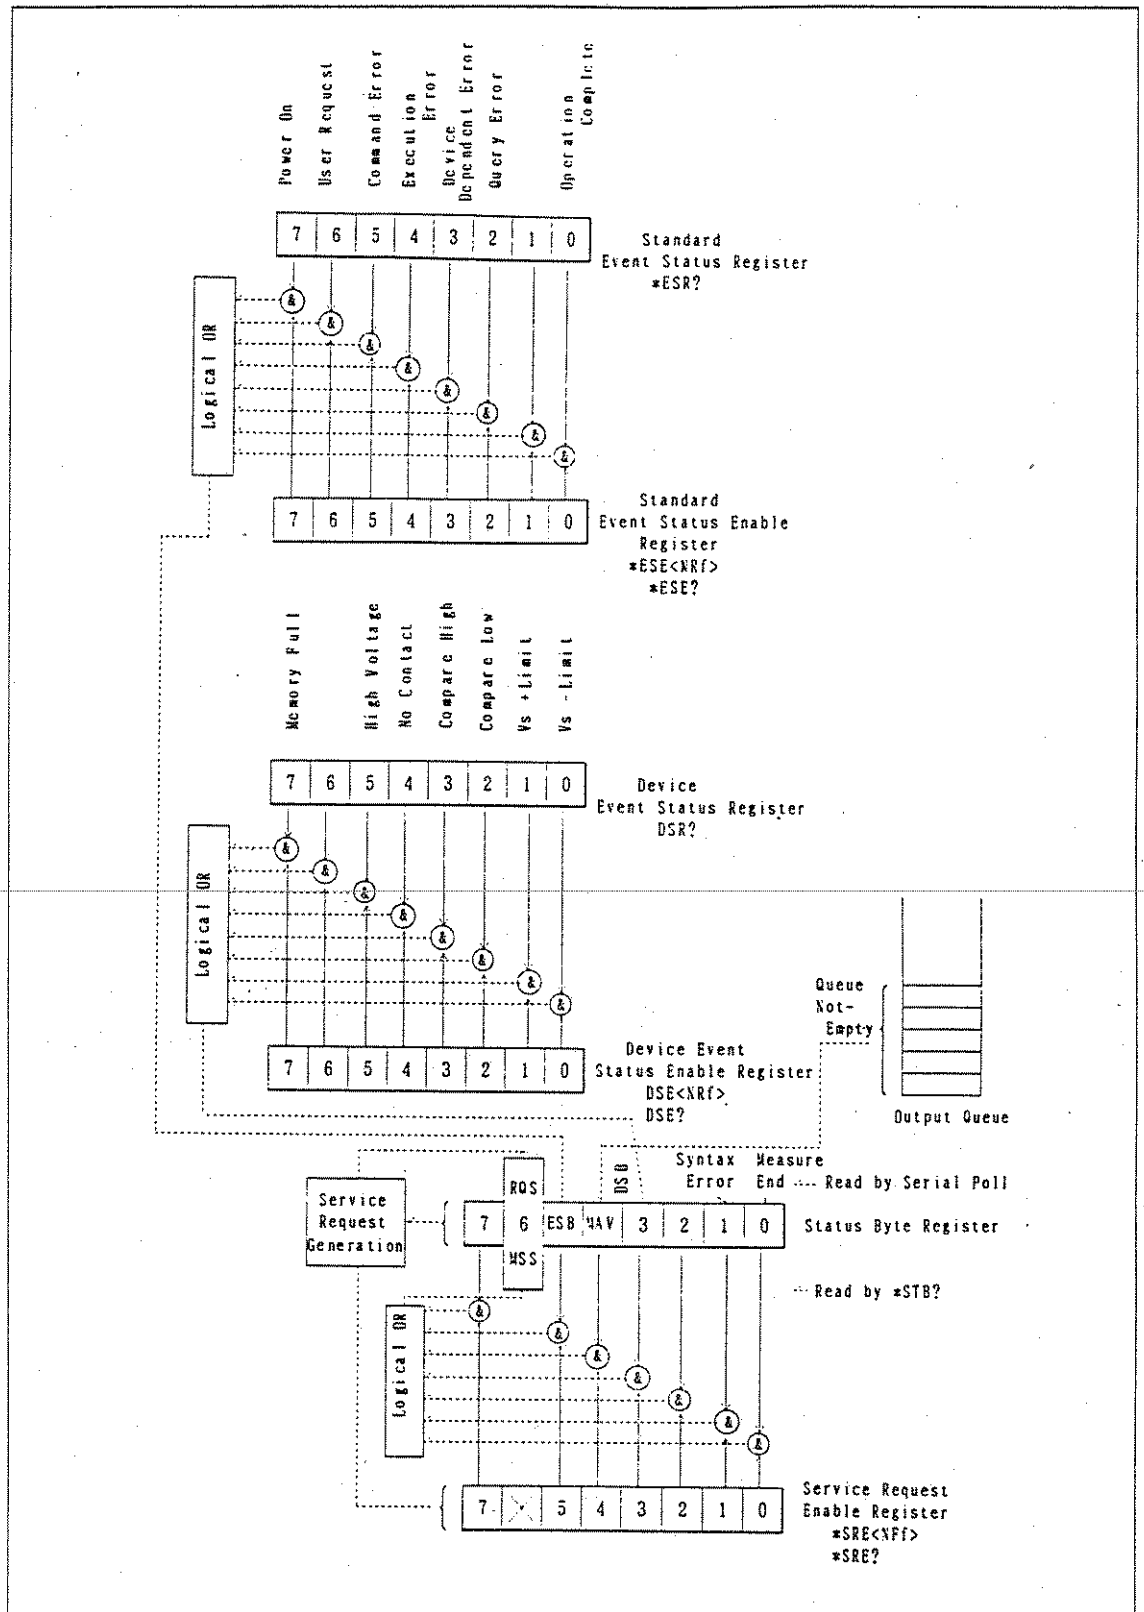 Power On
User Request
Command Error
Execution
Error
Device
Dependent Error
Query Error
Operation
Complete
7 6 5 4 3 2 1 0
Standard
Event Status Register
*ESR?
Logical OR
& & & & & & & &
7 6 5 4 3 2 1 0
Standard
Event Status Enable
Register
*ESE<NRf>
*ESE?
Memory Full
High Voltage
No Contact
Compare High
Compare Low
Vs +Limit
Vs -Limit
7 6 5 4 3 2 1 0
Device
Event Status Register
DSR?
Logical OR
& & & & & & & &
7 6 5 4 3 2 1 0
Device Event
Status Enable Register
DSE<NRf>
DSE?
Queue
Not-
Empty
Output Queue
Service
Request
Generation
RQS
DSB
Syntax
Error
Measure
End
Read by Serial Poll
7 6 ESB MAV 3 2 1 0
Status Byte Register
MSS
Read by *STB?
Logical OR
& & & & & & &
7 5 4 3 2 1 0
Service Request
Enable Register
*SRE<NRf>
*SRE?